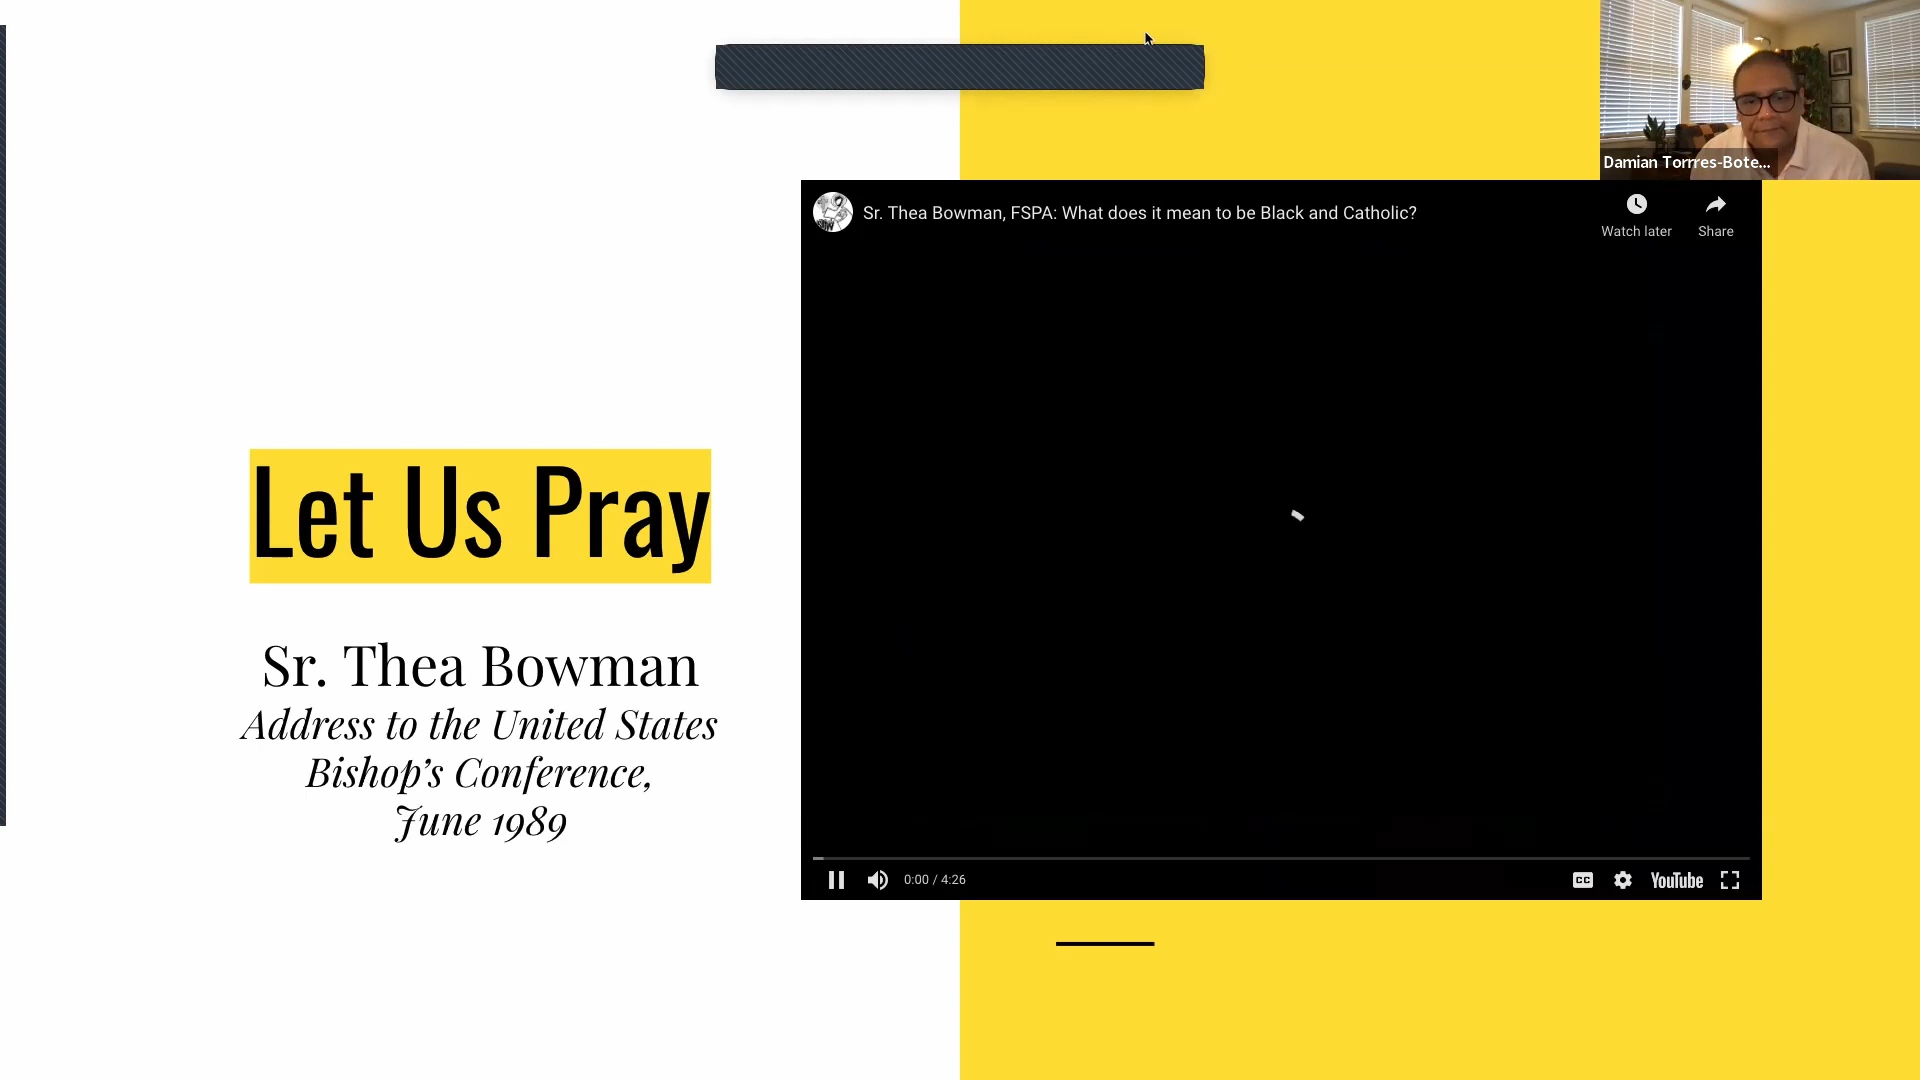 Damian Torrres-Bote...
Sr. Thea Bowman, FSPA: What does it mean to be Black and Catholic?
Watch later
Share
Let Us Pray
Sr. Thea Bowman
Address to the United States
Bishop’s Conference,
June 1989
0:00 / 4:26
CC
YouTube